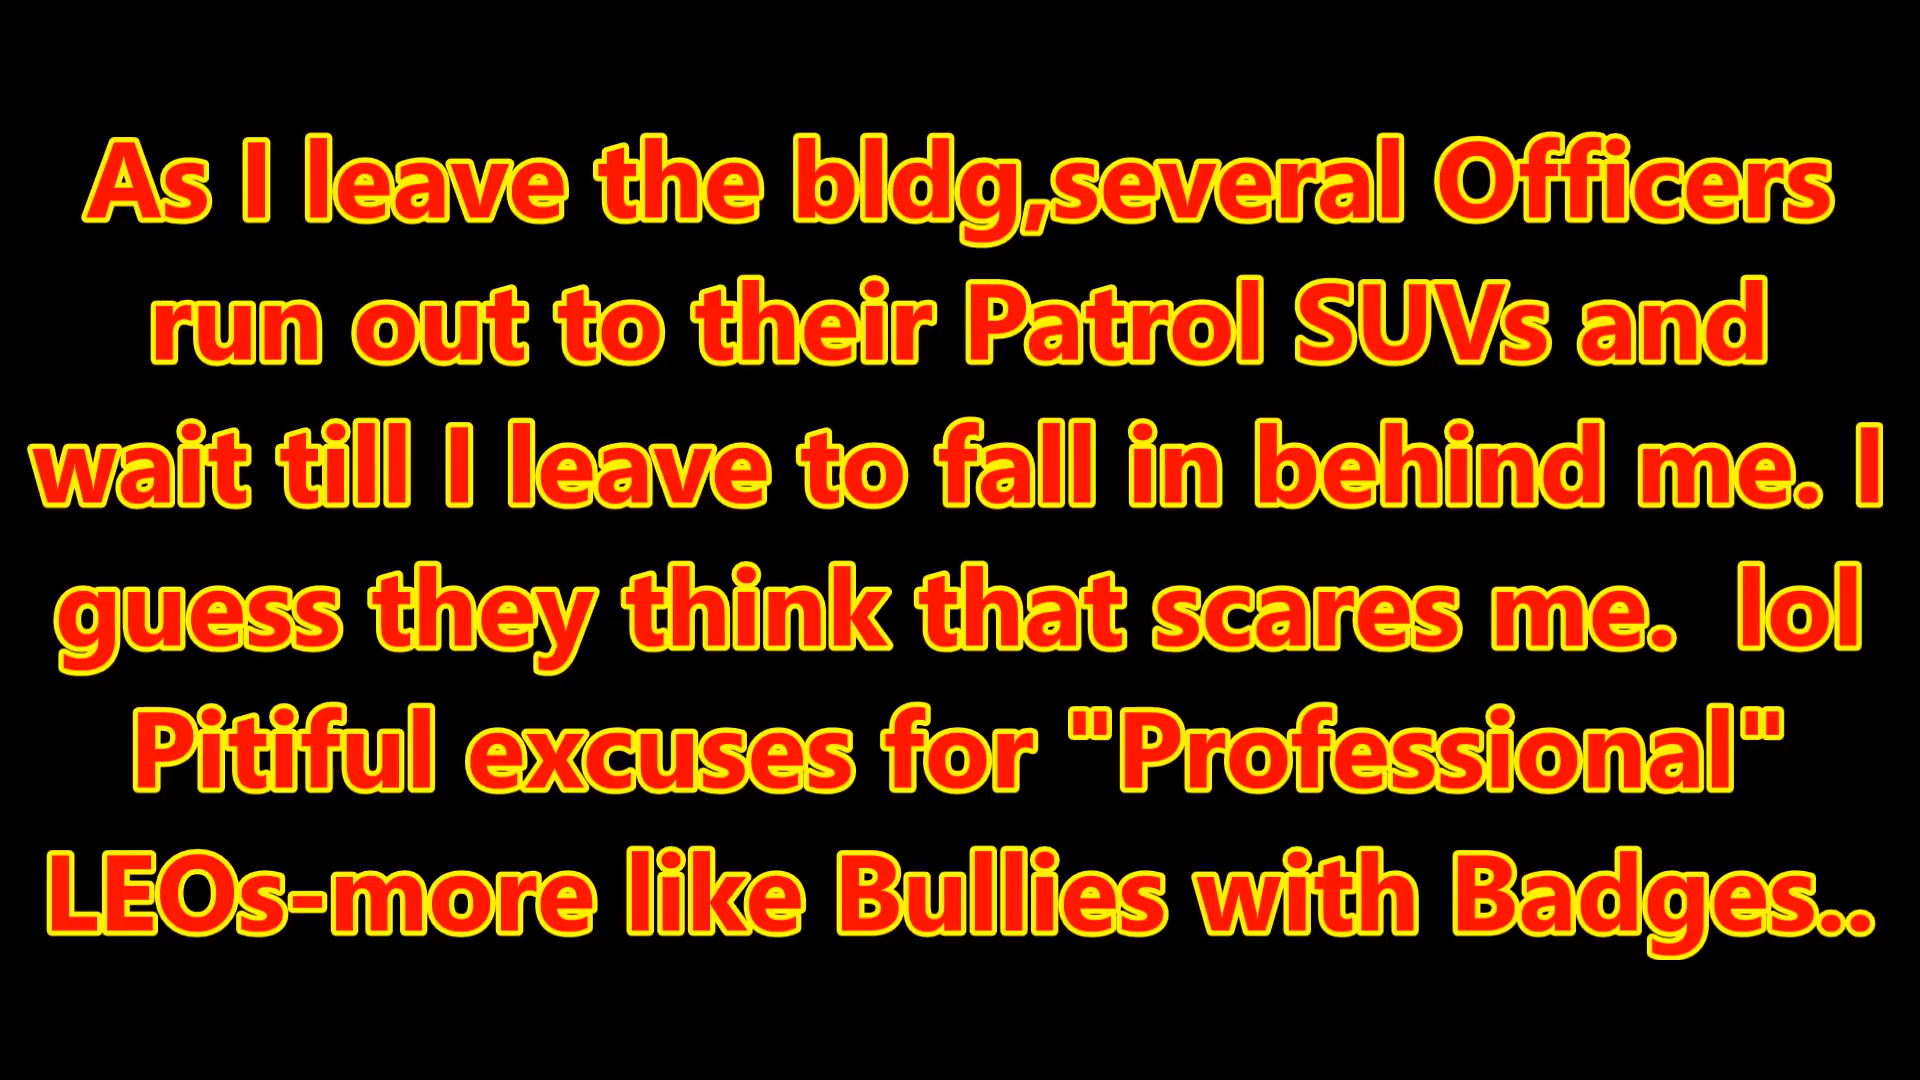 As I leave the bldg,several Officers
run out to their Patrol SUVs and
wait till I leave to fall in behind me. I
guess they think that scares me.  lol
Pitiful excuses for "Professional"
LEOs-more like Bullies with Badges..